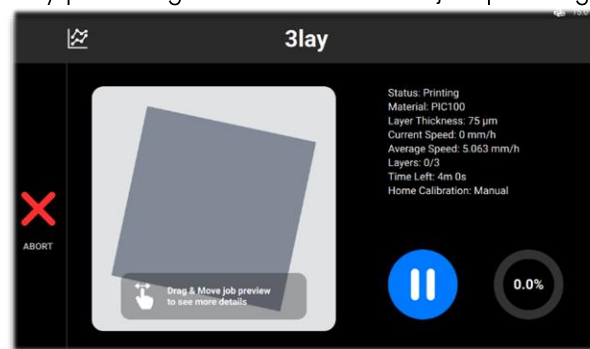 3lay
Status: Printing
Material: PIC100
Layer Thickness: 75 µm
Current Speed: 0 mm/h
Average Speed: 5.063 mm/h
Layers: 0/3
Time Left: 4m 0s
Home Calibration: Manual
ABORT
Drag & Move job preview
to see more details
0.0%